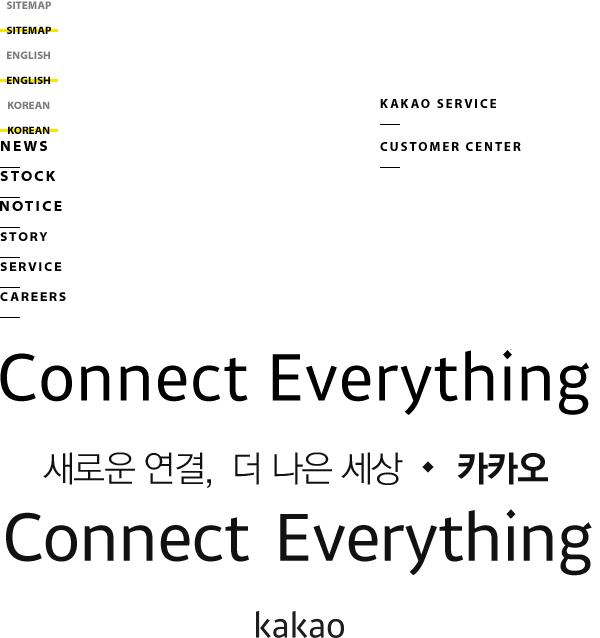 SITEMAP
SITEMAP
ENGLISH
ENGLISH
KOREAN
KOREAN
NEWS
STOCK
NOTICE
STORY
SERVICE
CAREERS
KAKAO SERVICE
CUSTOMER CENTER
Connect Everything
새로운 연결, 더 나은 세상 ◆ 카카오
Connect Everything
kakao